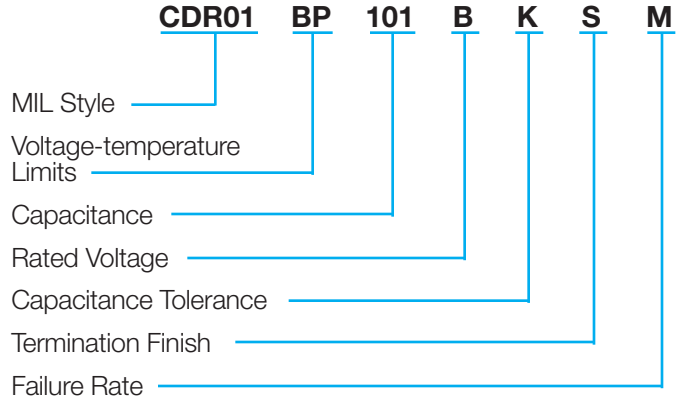 CDR01 BP 101 B K S M
MIL Style
Voltage-temperature
Limits
Capacitance
Rated Voltage
Capacitance Tolerance
Termination Finish
Failure Rate